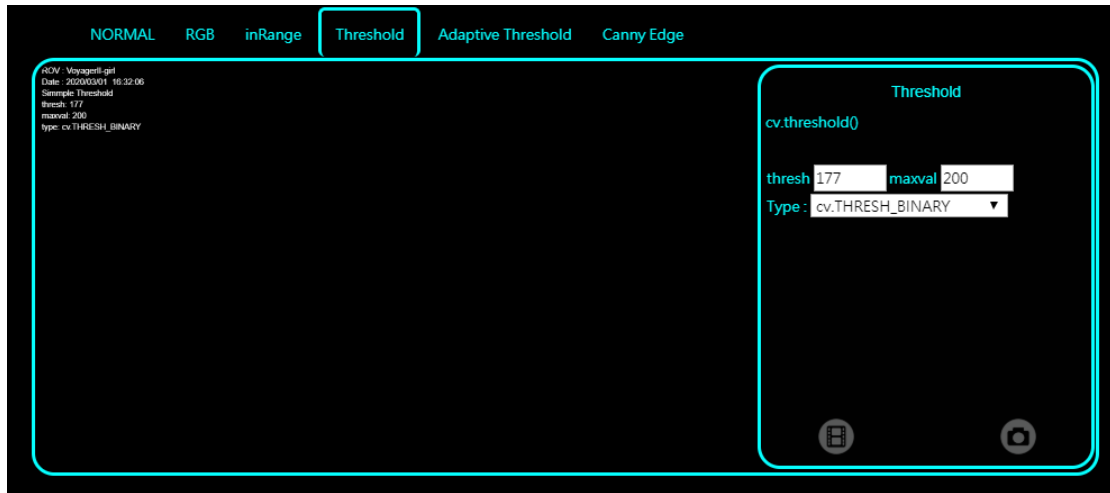 NORMAL RGB inRange Threshold Adaptive Threshold Canny Edge
ROV : VoyagerII-girl
Date : 2020/03/01 16:32:06
Simmple Threshold
thresh: 177
maxval: 200
type: cv.THRESH_BINARY
Threshold
cv.threshold()
thresh 177 maxval 200
Type : cv.THRESH_BINARY